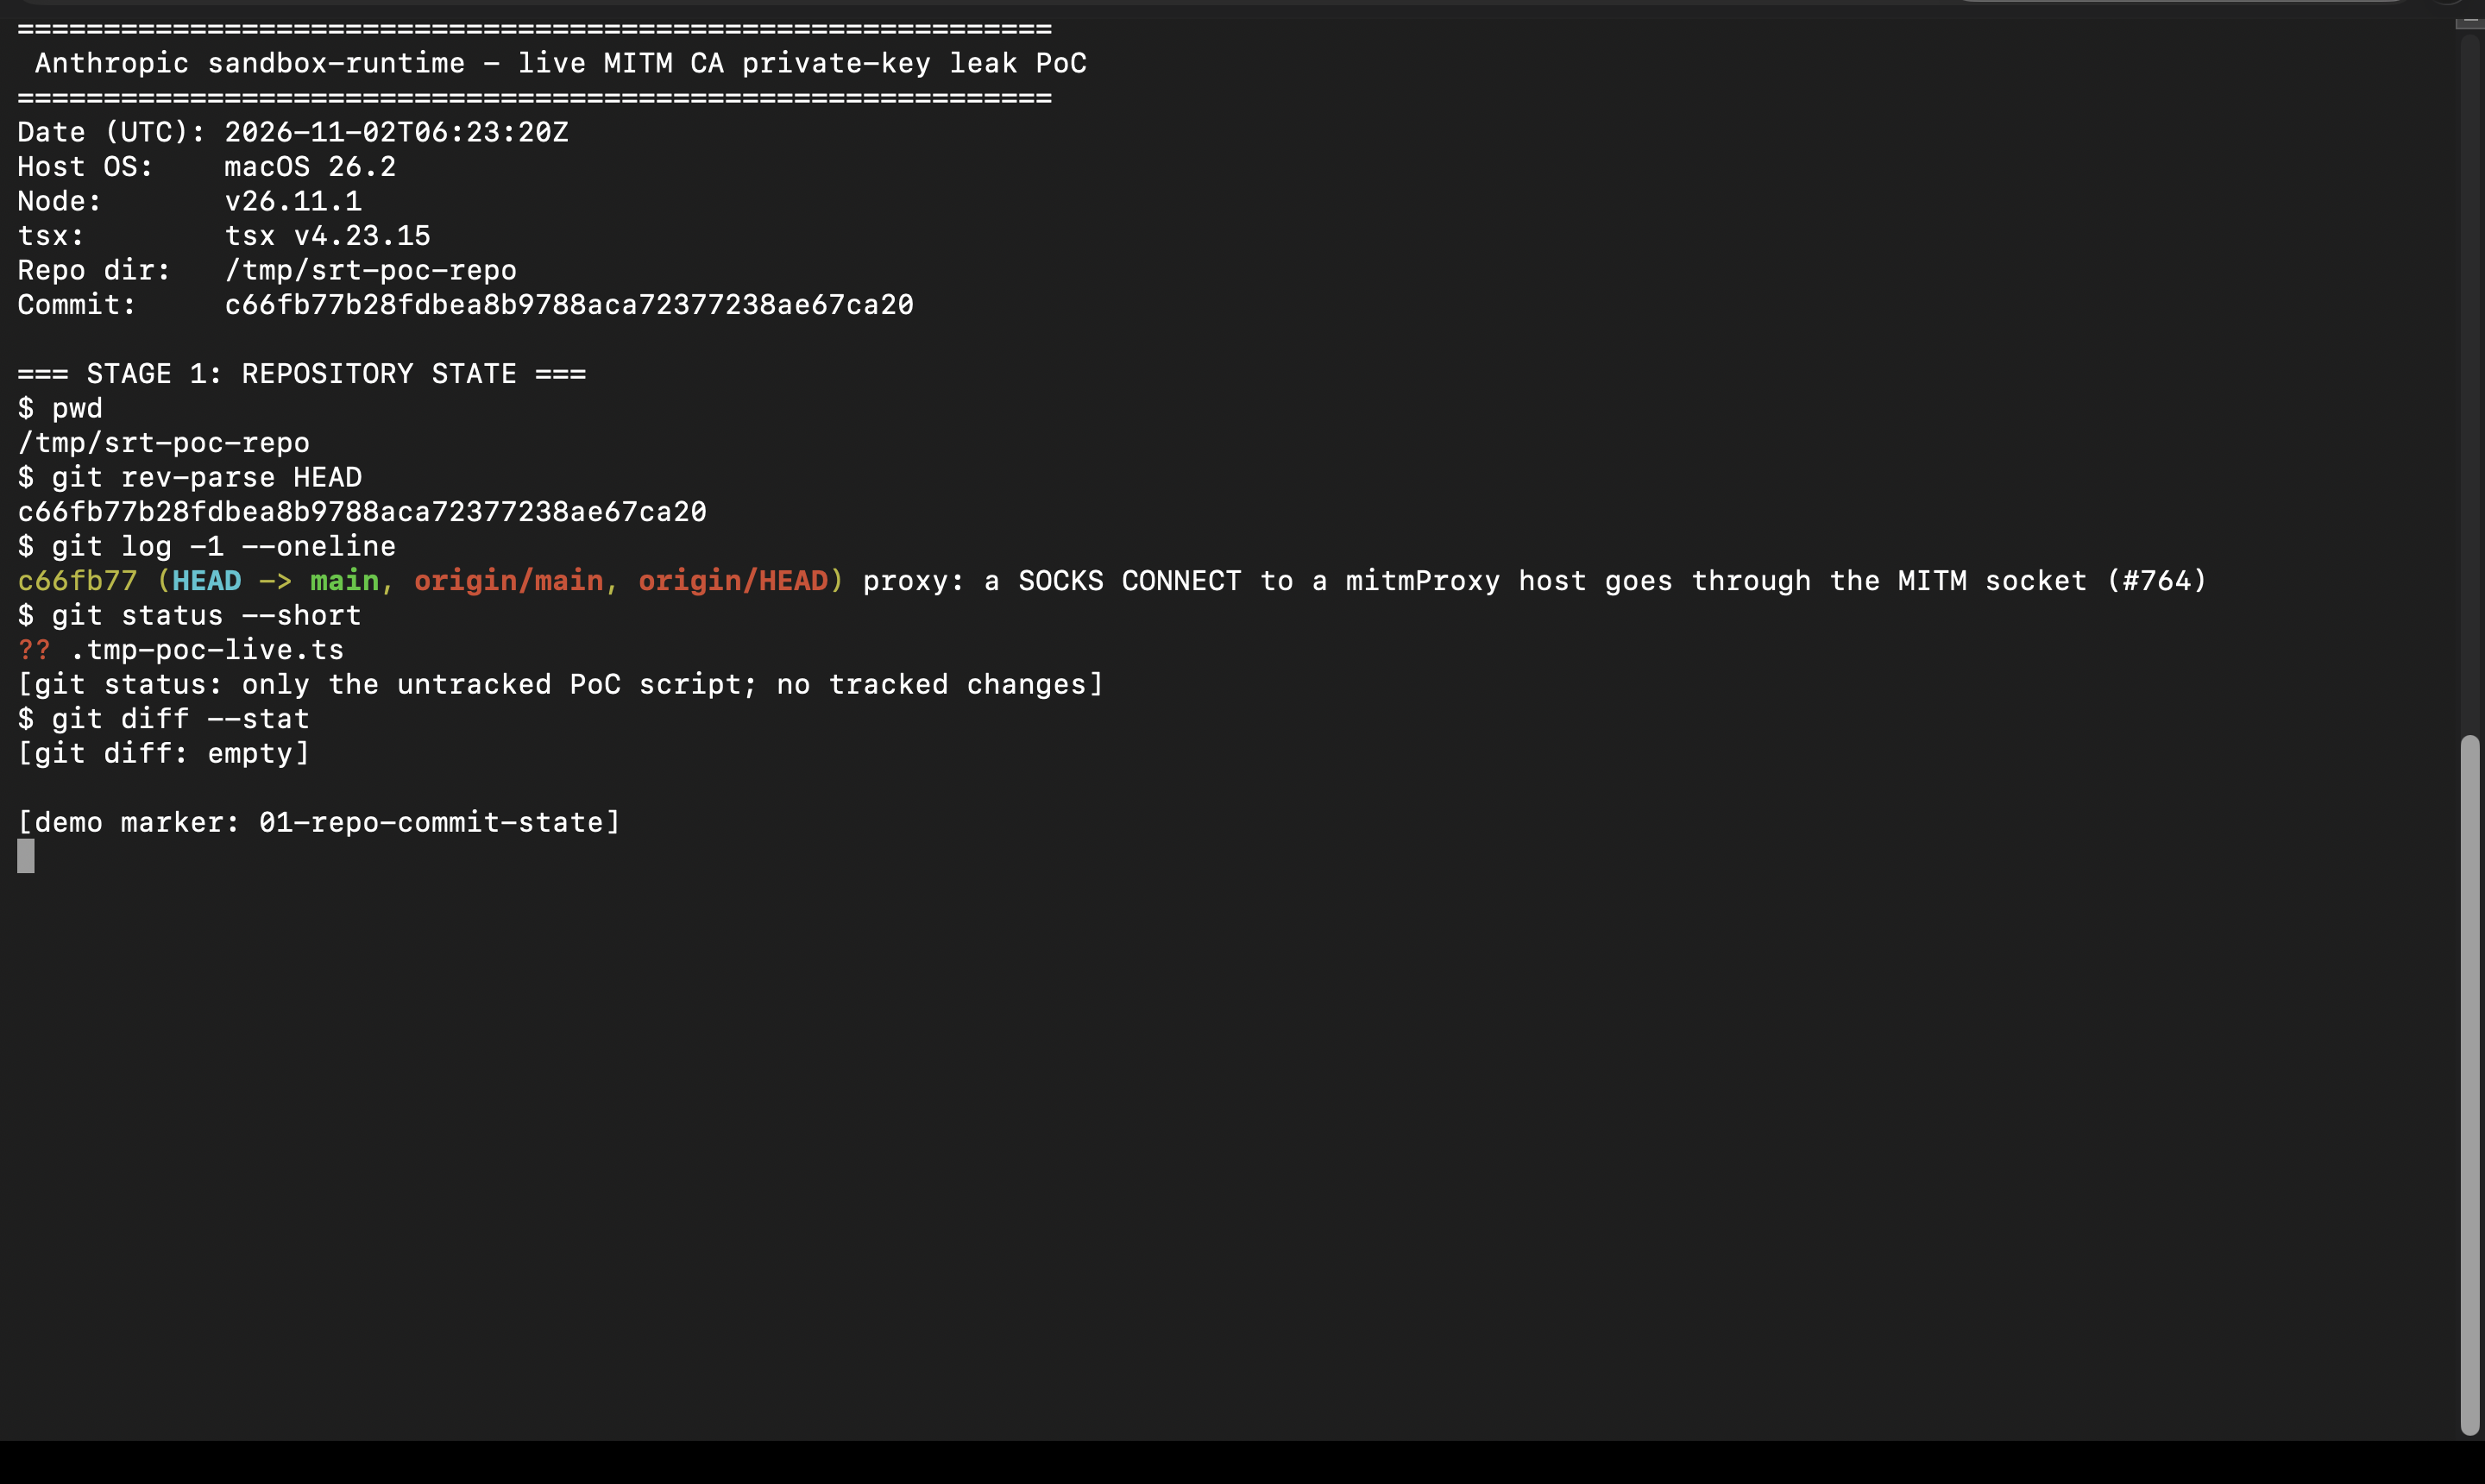 ============================================================
 Anthropic sandbox-runtime - live MITM CA private-key leak PoC
============================================================
Date (UTC): 2026-11-02T06:23:20Z
Host OS:    macOS 26.2
Node:       v26.11.1
tsx:        tsx v4.23.15
Repo dir:   /tmp/srt-poc-repo
Commit:     c66fb77b28fdbea8b9788aca72377238ae67ca20

=== STAGE 1: REPOSITORY STATE ===
$ pwd
/tmp/srt-poc-repo
$ git rev-parse HEAD
c66fb77b28fdbea8b9788aca72377238ae67ca20
$ git log -1 --oneline
c66fb77 (HEAD -> main, origin/main, origin/HEAD) proxy: a SOCKS CONNECT to a mitmProxy host goes through the MITM socket (#764)
$ git status --short
?? .tmp-poc-live.ts
[git status: only the untracked PoC script; no tracked changes]
$ git diff --stat
[git diff: empty]

[demo marker: 01-repo-commit-state]